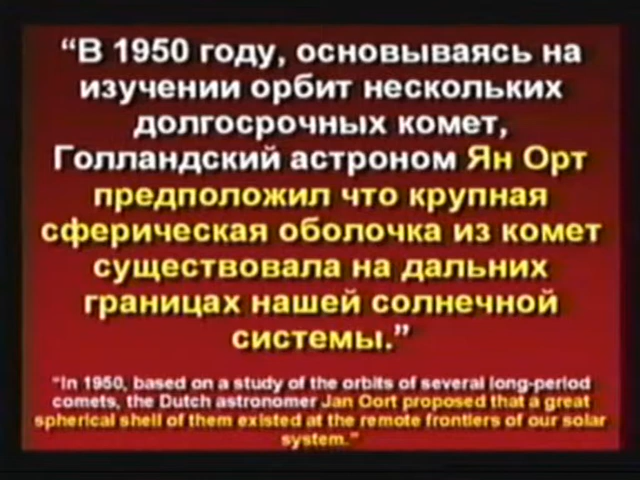 “В 1950 году, основываясь на
изучении орбит нескольких
долгосрочных комет,
Голландский астроном Ян Орт
предположил что крупная
сферическая оболочка из комет
существовала на дальних
границах нашей солнечной
системы.”
“In 1950, based on a study of the orbits of several long-period
comets, the Dutch astronomer Jan Oort proposed that a great
spherical shell of them existed at the remote frontiers of our solar
system.”